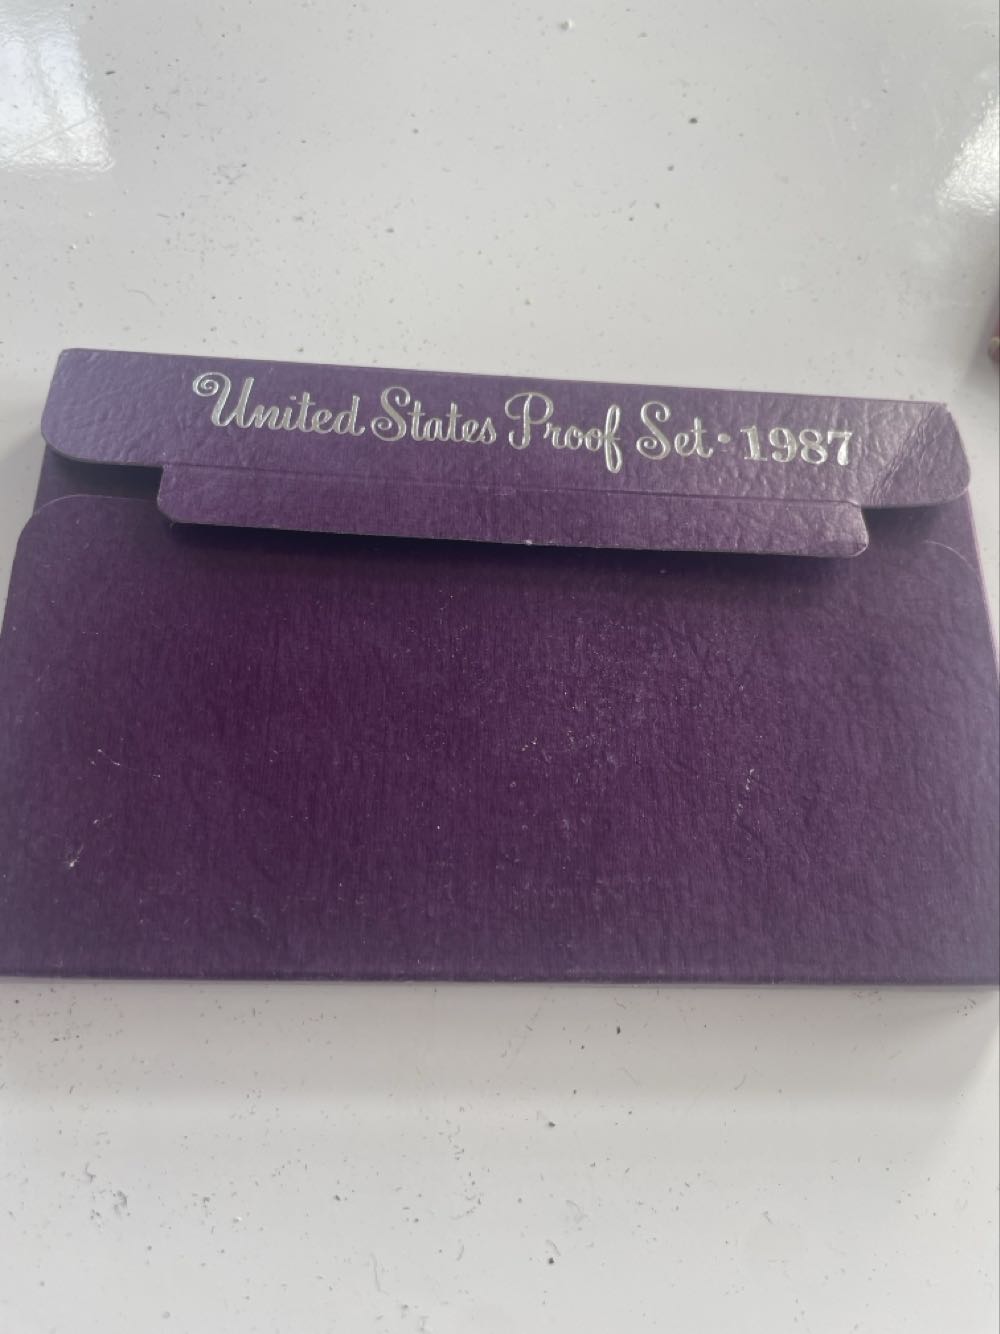 United States Proof Set · 1987